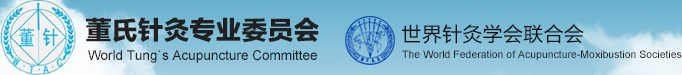 董 针
W.T.A.C
董氏针灸专业委员会
World Tung`s Acupuncture Committee
世界针灸学会联合会
The World Federation of Acupuncture-Moxibustion Societies